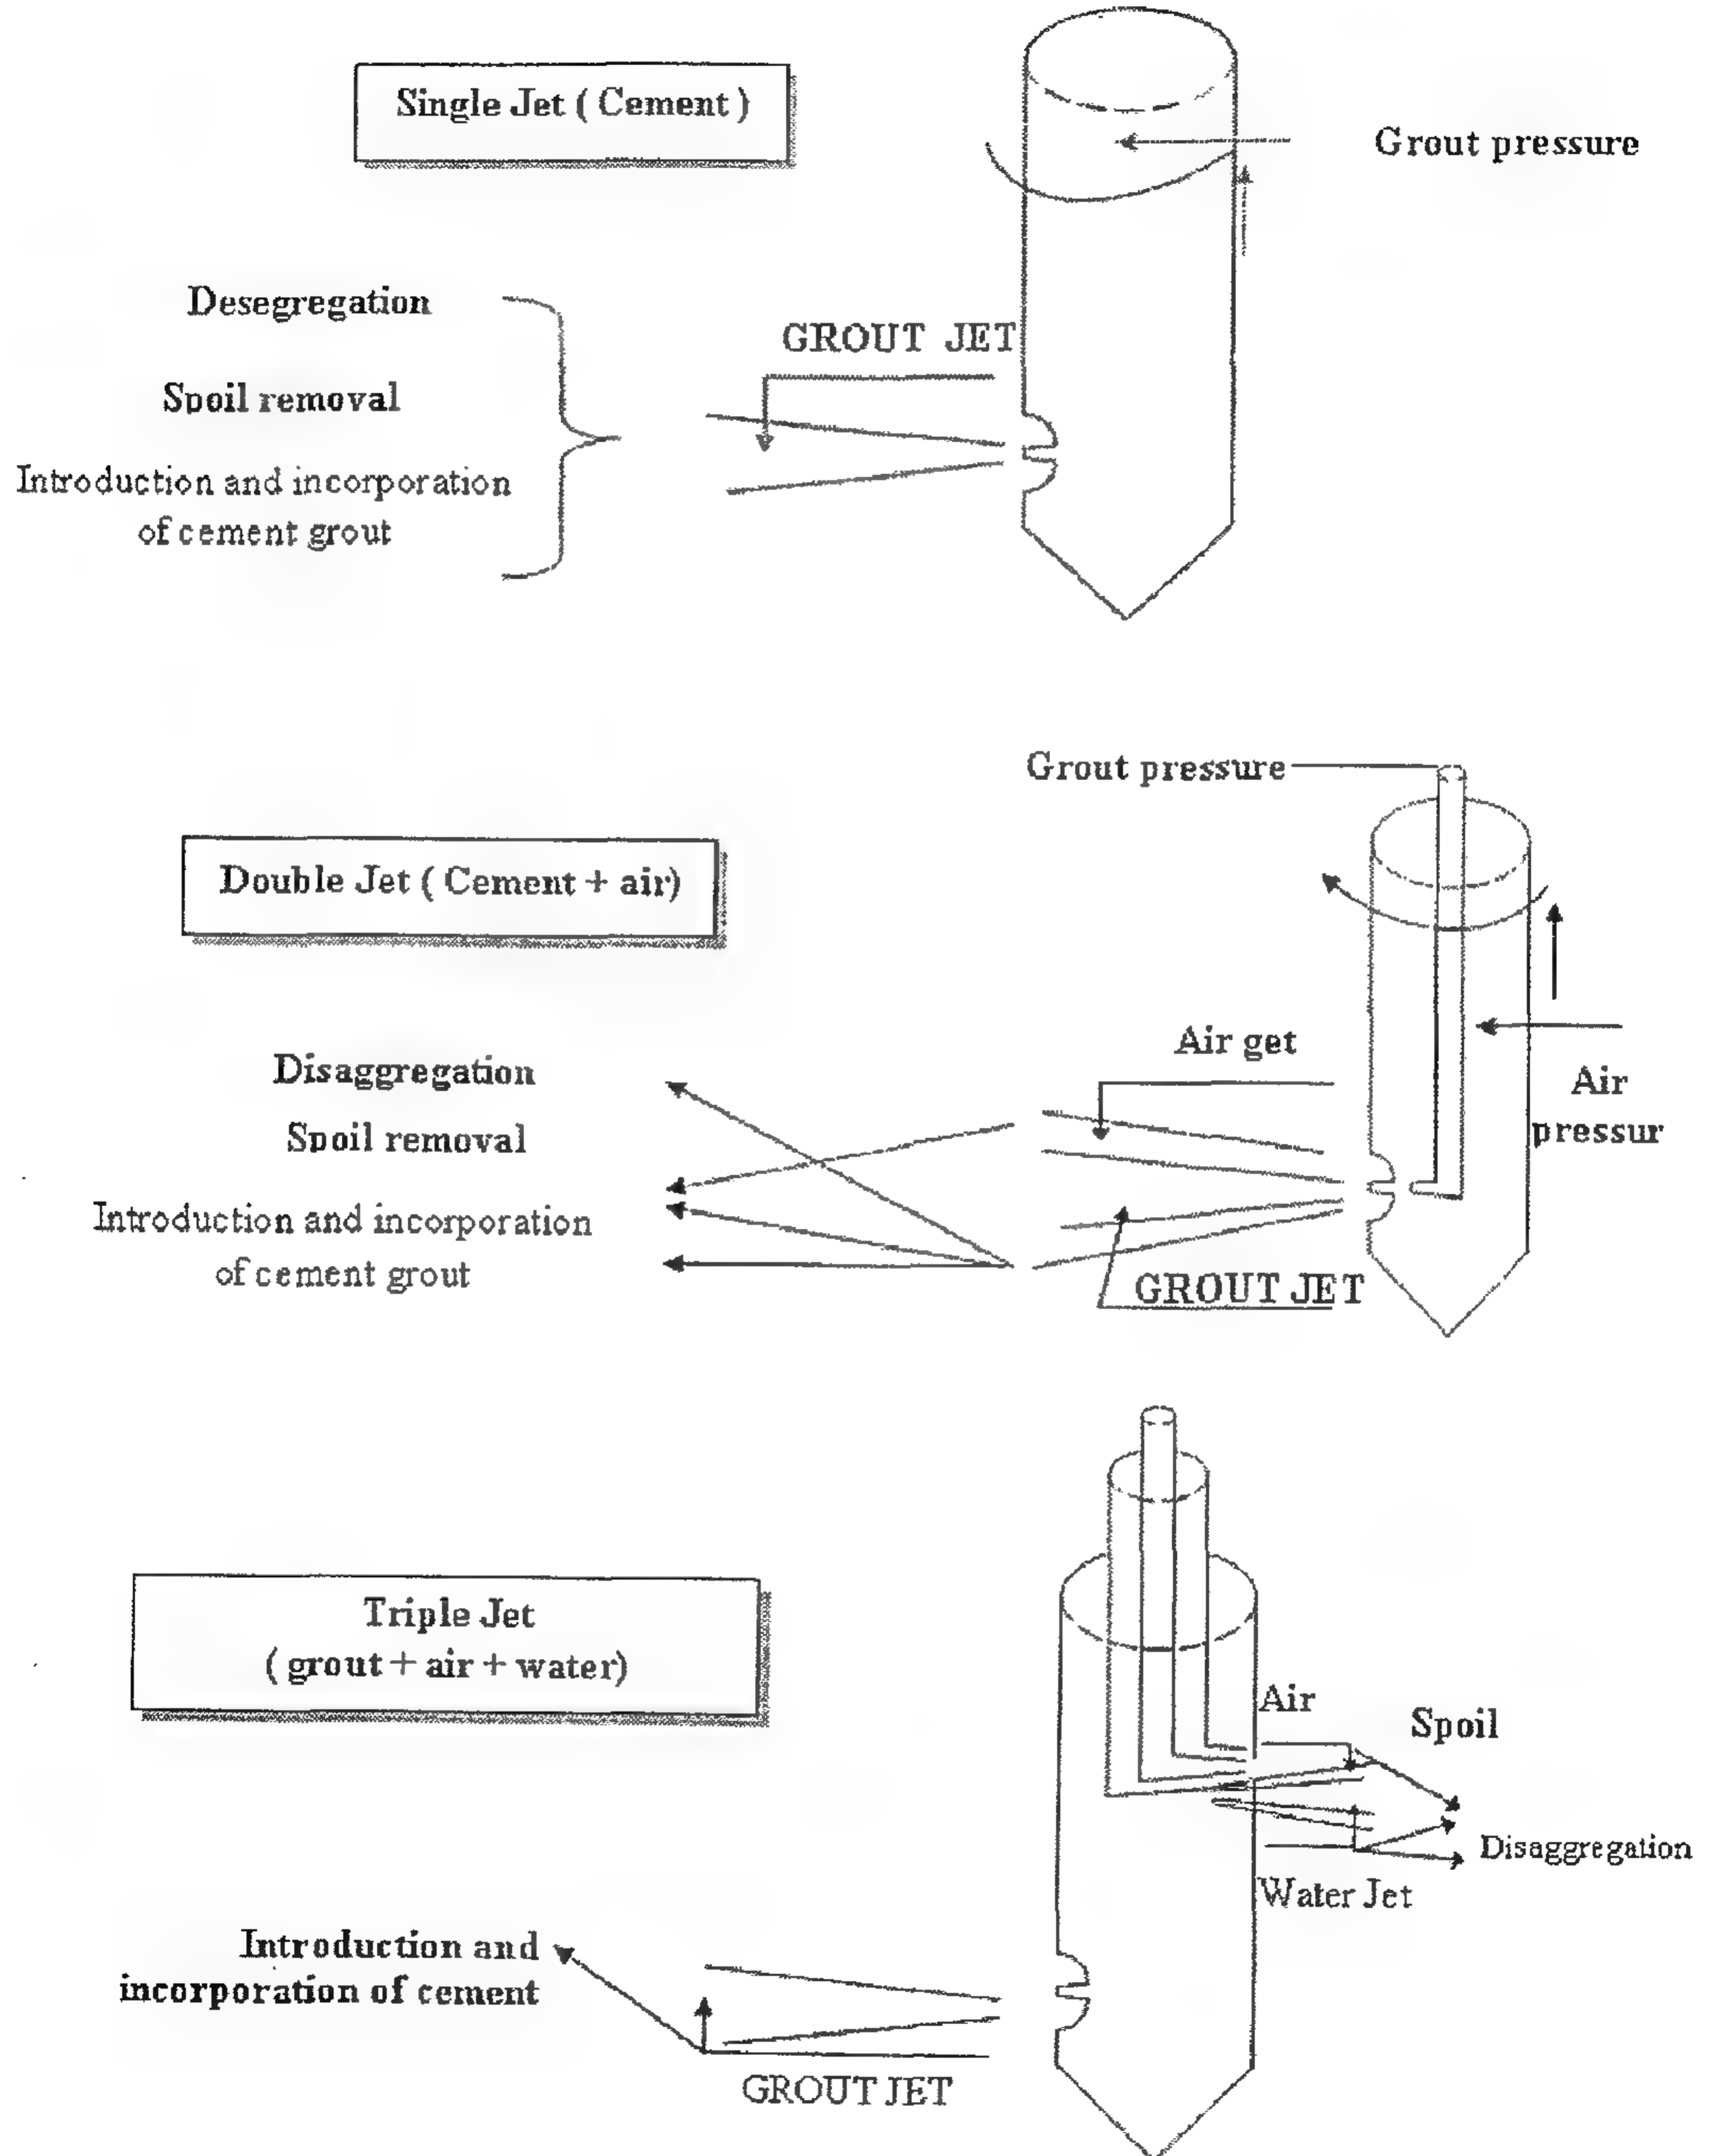 Single Jet ( Cement )
Grout pressure
Desegregation
GROUT JET
Spoil removal
Introduction and incorporation
of cement grout
Grout pressure
Double Jet ( Cement + air)
Air get
Disaggregation
Air
pressur
Spoil removal
Introduction and incorporation
of cement grout
GROUT JET
Triple Jet
( grout + air + water)
Air
Spoil
Disaggregation
Water Jet
Introduction and
incorporation of cement
GROUT JET